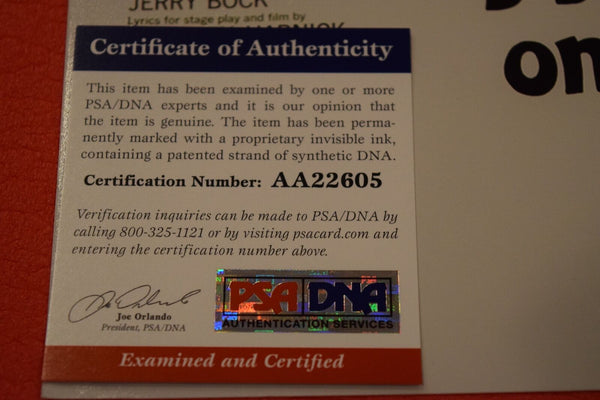 JERRY BOCK
Lyrics for stage play and film by
HARNICK
on
Certificate of Authenticity
This item has been examined by one or more
PSA/DNA experts and it is our opinion that
the item is genuine. The item has been perma-
nently marked with a proprietary invisible ink,
containing a patented strand of synthetic DNA.
Certification Number: AA22605
Verification inquiries can be made to PSA/DNA by
calling 800-325-1121 or by visiting psacard.com and
entering the certification number above.
Joe Orlando
President, PSA/DNA
PSA DNA
AUTHENTICATION SERVICES
Examined and Certified